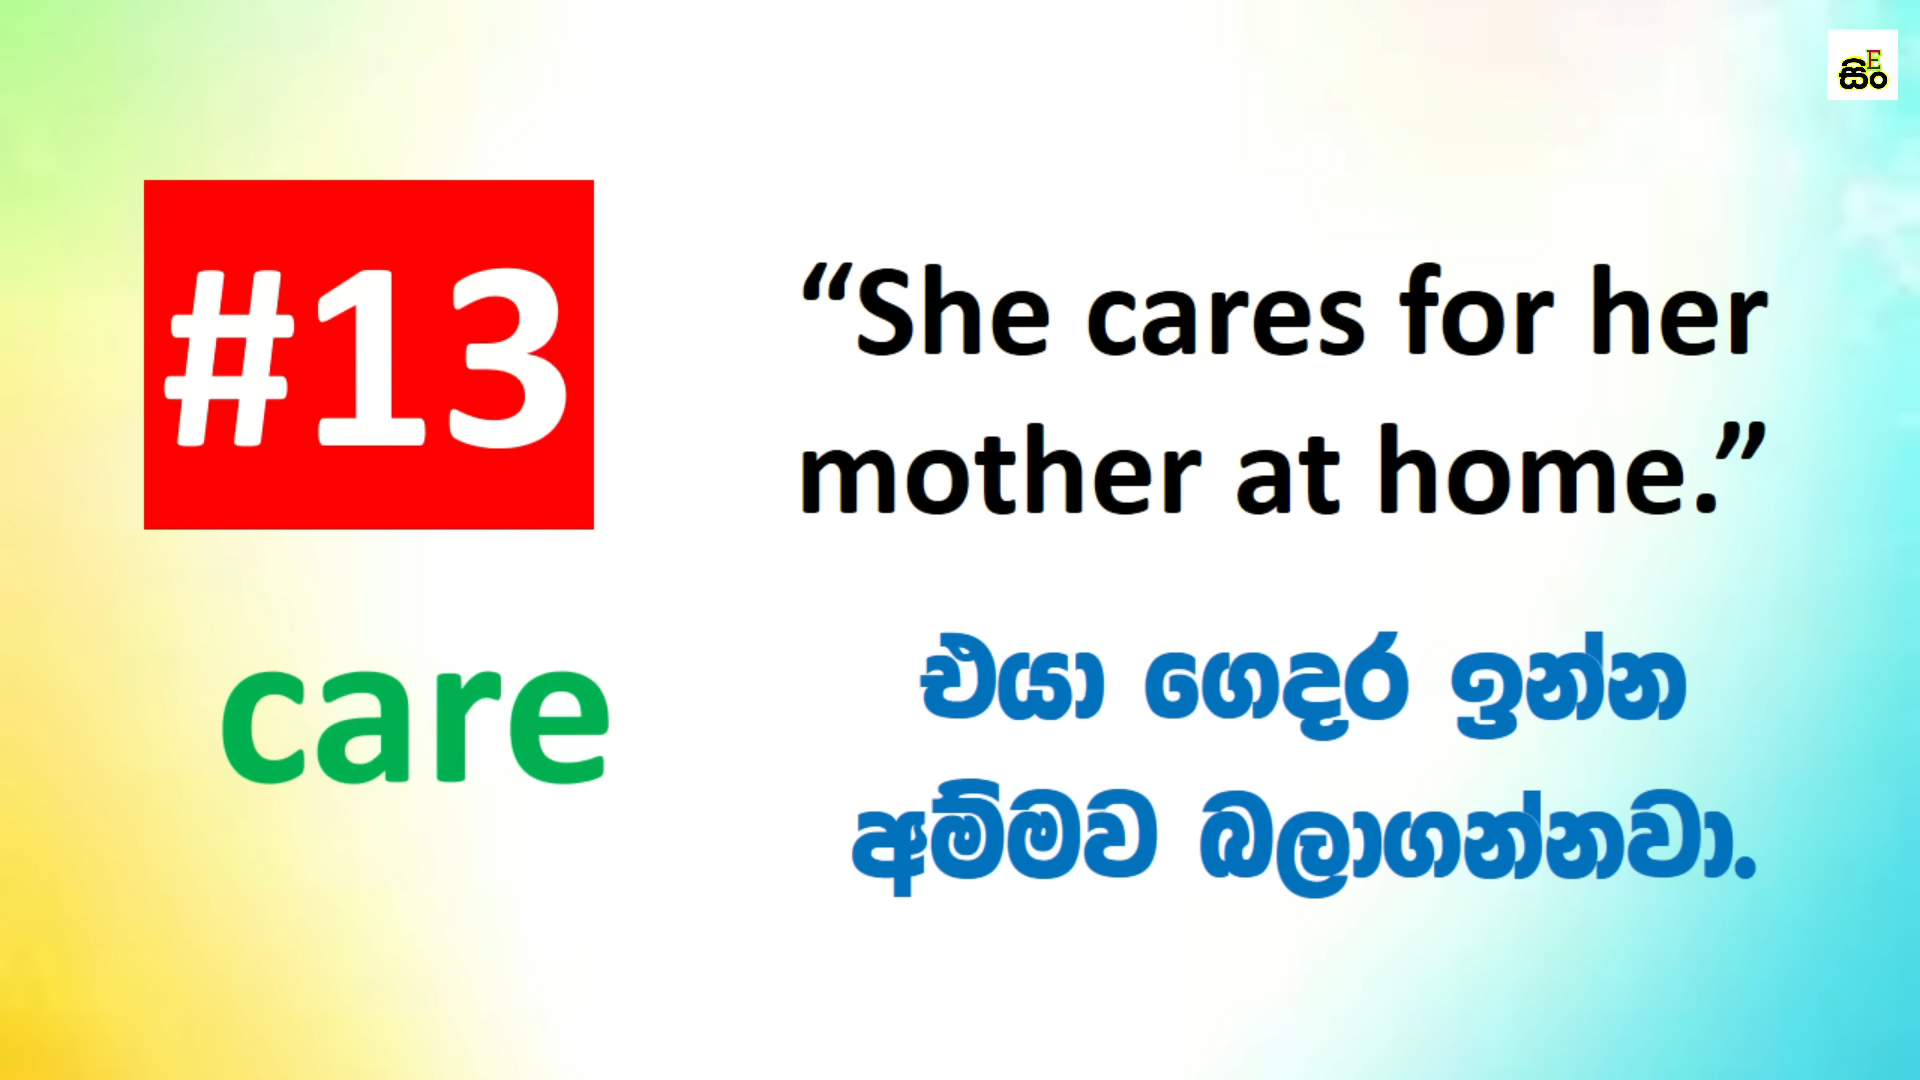 සිංE
#13
care
“She cares for her
mother at home.”
එයා ගෙදර ඉන්න
අම්මව බලාගන්නවා.